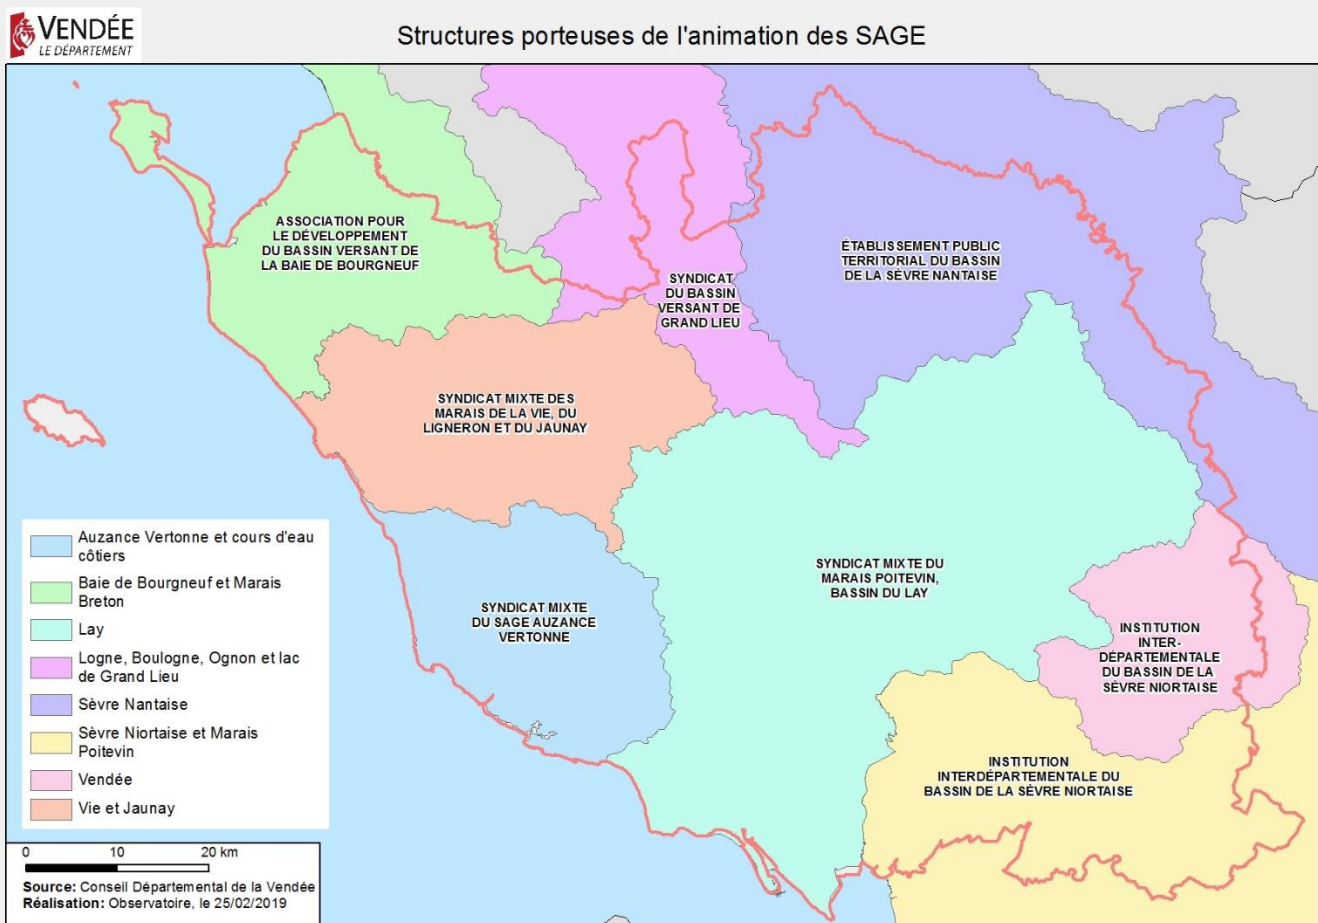 VENDÉE
LE DÉPARTEMENT
Structures porteuses de l'animation des SAGE
ASSOCIATION POUR
LE DÉVELOPPEMENT
DU BASSIN VERSANT DE
LA BAIE DE BOURGNEUF
ÉTABLISSEMENT PUBLIC
TERRITORIAL DU BASSIN
DE LA SÈVRE NANTAISE
SYNDICAT
DU BASSIN
VERSANT DE
GRAND LIEU
SYNDICAT MIXTE DES
MARAIS DE LA VIE, DU
LIGNERON ET DU JAUNAY
SYNDICAT MIXTE DU
MARAIS POITEVIN,
BASSIN DU LAY
SYNDICAT MIXTE
DU SAGE AUZANCE
VERTONNE
INSTITUTION
INTER-
DÉPARTEMENTALE
DU BASSIN DE LA
SÈVRE NIORTAISE
INSTITUTION
INTERDÉPARTEMENTALE DU
BASSIN DE LA SÈVRE NIORTAISE
Auzance Vertonne et cours d'eau
côtiers
Baie de Bourgneuf et Marais
Breton
Lay
Logne, Boulogne, Ognon et lac
de Grand Lieu
Sèvre Nantaise
Sèvre Niortaise et Marais
Poitevin
Vendée
Vie et Jaunay
0 10 20 km
Source: Conseil Départemental de la Vendée
Réalisation: Observatoire, le 25/02/2019